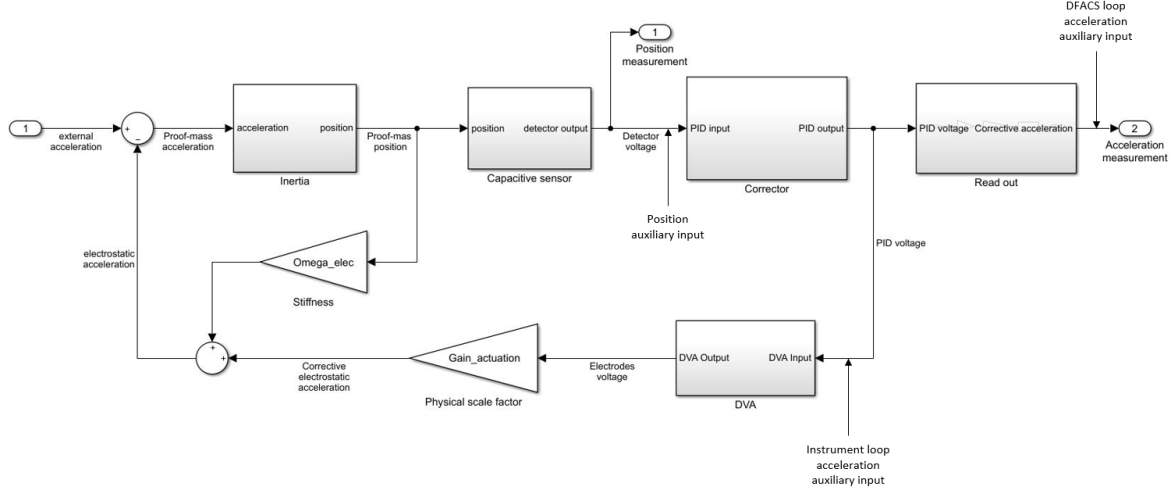 DFACS loop
acceleration
auxiliary input
1
Position
measurement
1
external
acceleration
+
−
Proof-mass
acceleration
acceleration
position
Inertia
Proof-mas
position
position
detector output
Capacitive sensor
Detector
voltage
PID input
PID output
Corrector
PID voltage
Corrective acceleration
Read out
2
Acceleration
measurement
Position
auxiliary input
electrostatic
acceleration
Omega_elec
Stiffness
PID voltage
+
+
Corrective
electrostatic
acceleration
Gain_actuation
Physical scale factor
Electrodes
voltage
DVA Output
DVA Input
DVA
Instrument loop
acceleration
auxiliary input